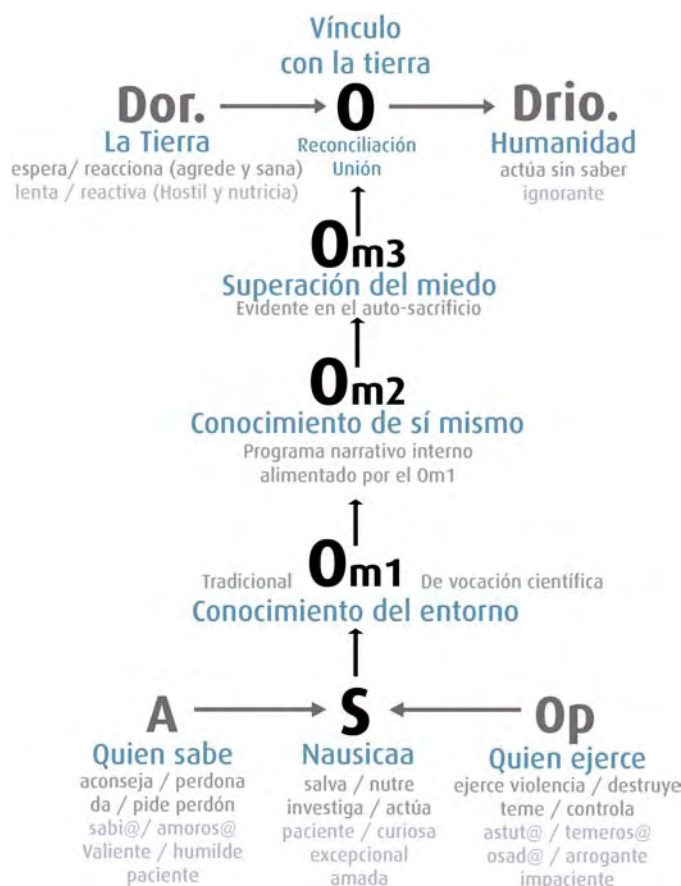 Vínculo
con la tierra
Dor.
O
Drio.
La Tierra
Reconciliación
Unión
Humanidad
espera/ reacciona (agrede y sana)
lenta / reactiva (Hostil y nutricia)
actúa sin saber
ignorante
Om3
Superación del miedo
Evidente en el auto-sacrificio
Om2
Conocimiento de sí mismo
Programa narrativo interno
alimentado por el Om1
Tradicional
Om1
De vocación científica
Conocimiento del entorno
A
S
Op
Quien sabe
aconseja / perdona
da / pide perdón
sabi@/ amoros@
Valiente / humilde
paciente
Nausicaa
salva / nutre
investiga / actúa
paciente / curiosa
excepcional
amada
Quien ejerce
ejerce violencia / destruye
teme / controla
astut@ / temeros@
osad@ / arrogante
impaciente